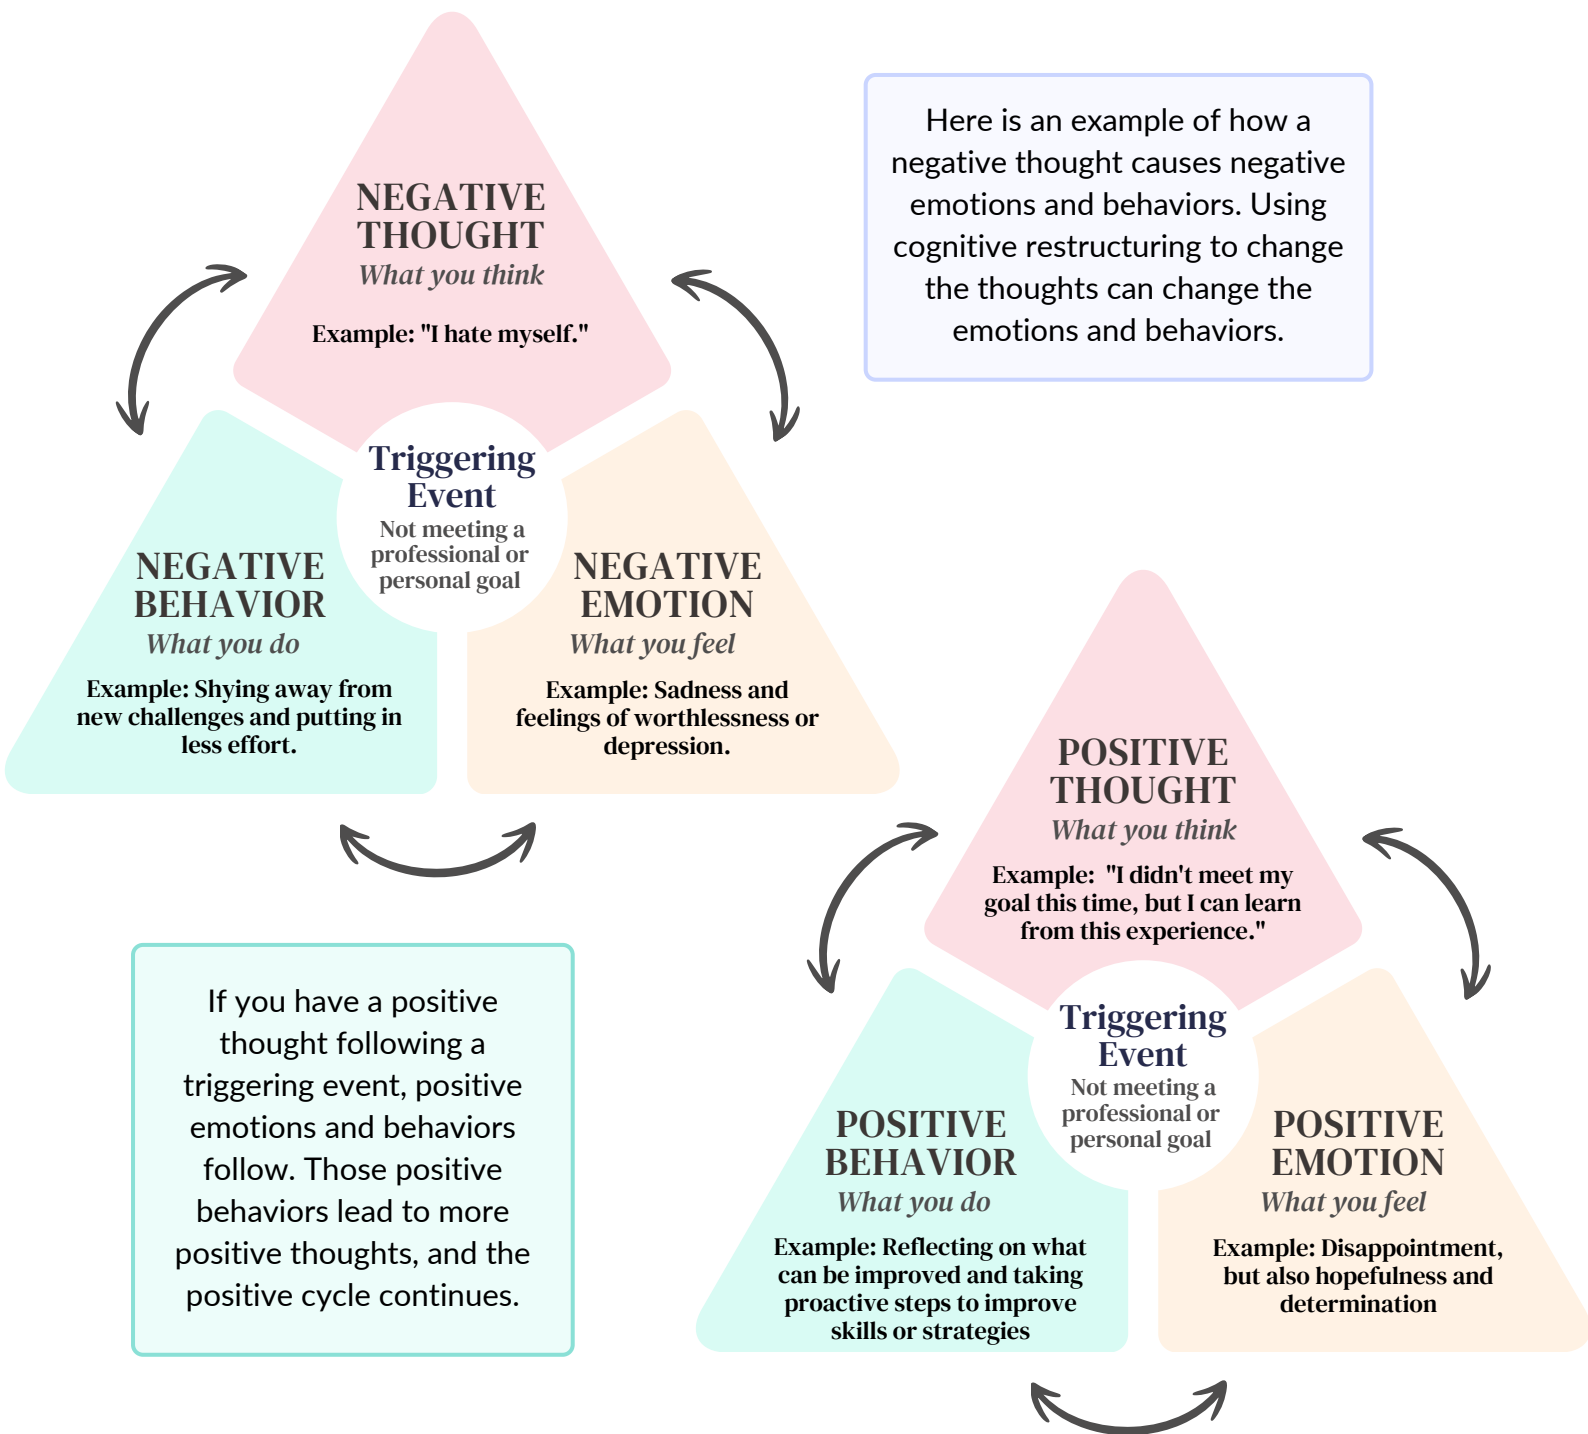 NEGATIVE
THOUGHT
What you think
Example: "I hate myself."
Here is an example of how a
negative thought causes negative
emotions and behaviors. Using
cognitive restructuring to change
the thoughts can change the
emotions and behaviors.
Triggering
Event
Not meeting a
professional or
personal goal
NEGATIVE
BEHAVIOR
What you do
Example: Shying away from
new challenges and putting in
less effort.
NEGATIVE
EMOTION
What you feel
Example: Sadness and
feelings of worthlessness or
depression.
If you have a positive
thought following a
triggering event, positive
emotions and behaviors
follow. Those positive
behaviors lead to more
positive thoughts, and the
positive cycle continues.
POSITIVE
THOUGHT
What you think
Example:  "I didn't meet my
goal this time, but I can learn
from this experience."
Triggering
Event
Not meeting a
professional or
personal goal
POSITIVE
BEHAVIOR
What you do
Example: Reflecting on what
can be improved and taking
proactive steps to improve
skills or strategies
POSITIVE
EMOTION
What you feel
Example: Disappointment,
but also hopefulness and
determination